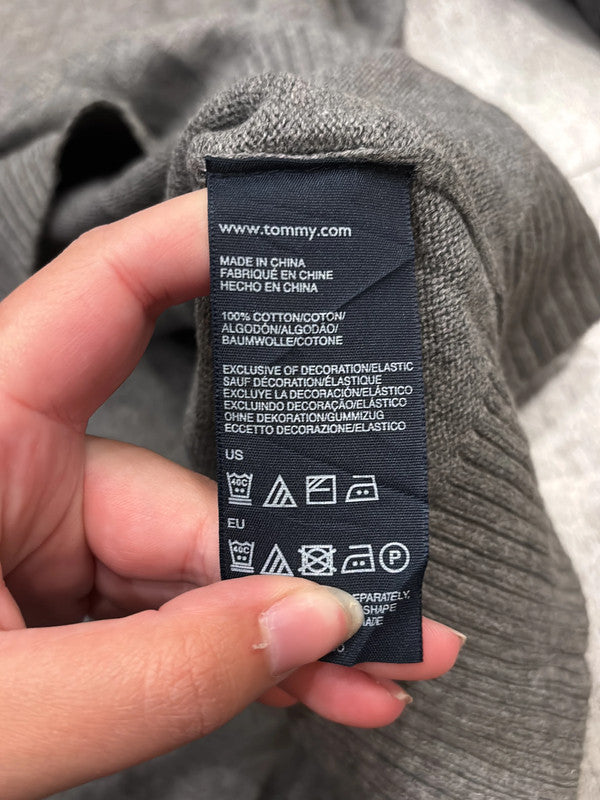 www.tommy.com
MADE IN CHINA
FABRIQUÉ EN CHINE
HECHO EN CHINA
100% COTTON/COTON/
ALGODÓN/ALGODÃO/
BAUMWOLLE/COTONE
EXCLUSIVE OF DECORATION/ELASTIC
SAUF DÉCORATION/ÉLASTIQUE
EXCLUYE LA DECORACIÓN/ELÁSTICO
EXCLUINDO DECORAÇÃO/ELÁSTICO
OHNE DEKORATION/GUMMIZUG
ECCETTO DECORAZIONE/ELASTICO
US
40C
EU
40C P
EPARATELY.
SHAPE